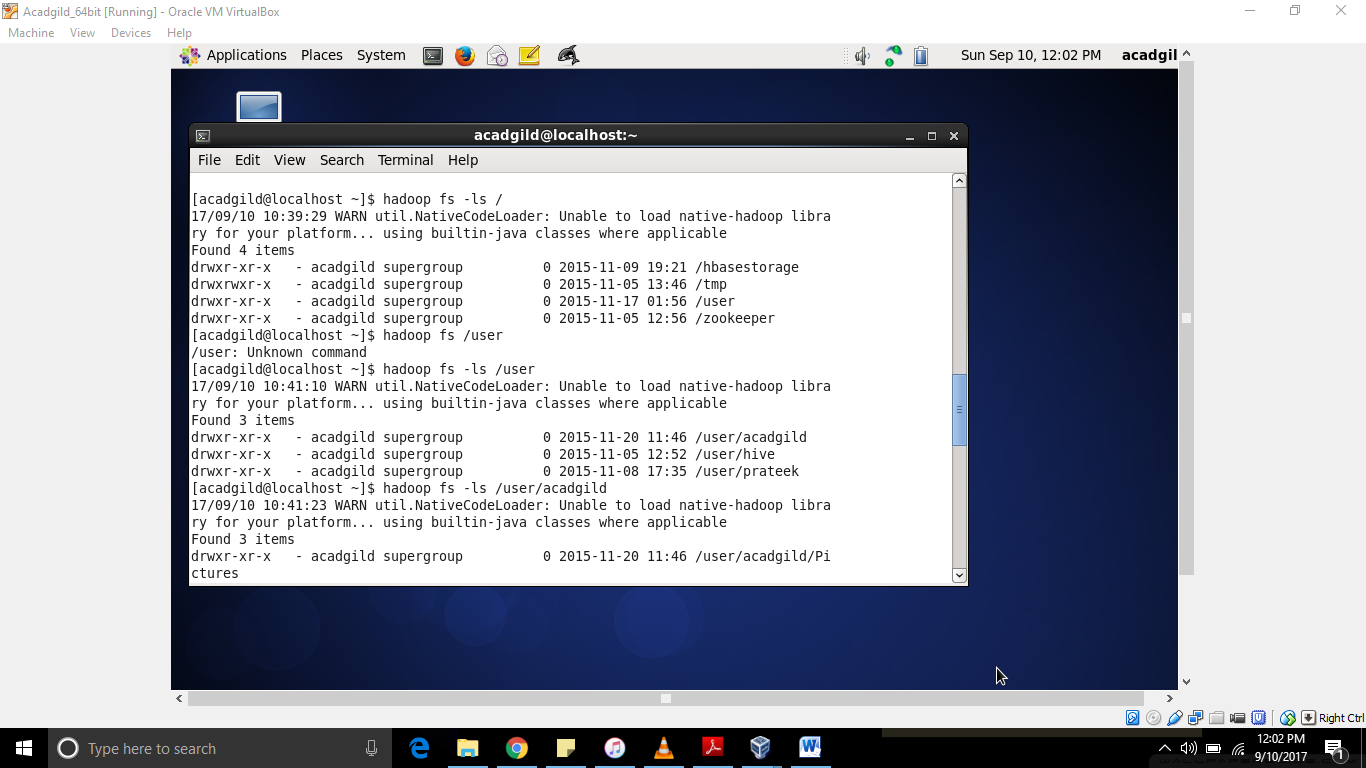 Acadgild_64bit [Running] - Oracle VM VirtualBox
Machine View Devices Help
Applications Places System Sun Sep 10, 12:02 PM acadgil
acadgild@localhost:~
File Edit View Search Terminal Help
[acadgild@localhost ~]$ hadoop fs -ls /
17/09/10 10:39:29 WARN util.NativeCodeLoader: Unable to load native-hadoop libra
ry for your platform... using builtin-java classes where applicable
Found 4 items
drwxr-xr-x   - acadgild supergroup          0 2015-11-09 19:21 /hbasestorage
drwxrwxr-x   - acadgild supergroup          0 2015-11-05 13:46 /tmp
drwxr-xr-x   - acadgild supergroup          0 2015-11-17 01:56 /user
drwxr-xr-x   - acadgild supergroup          0 2015-11-05 12:56 /zookeeper
[acadgild@localhost ~]$ hadoop fs /user
/user: Unknown command
[acadgild@localhost ~]$ hadoop fs -ls /user
17/09/10 10:41:10 WARN util.NativeCodeLoader: Unable to load native-hadoop libra
ry for your platform... using builtin-java classes where applicable
Found 3 items
drwxr-xr-x   - acadgild supergroup          0 2015-11-20 11:46 /user/acadgild
drwxr-xr-x   - acadgild supergroup          0 2015-11-05 12:52 /user/hive
drwxr-xr-x   - acadgild supergroup          0 2015-11-08 17:35 /user/prateek
[acadgild@localhost ~]$ hadoop fs -ls /user/acadgild
17/09/10 10:41:23 WARN util.NativeCodeLoader: Unable to load native-hadoop libra
ry for your platform... using builtin-java classes where applicable
Found 3 items
drwxr-xr-x   - acadgild supergroup          0 2015-11-20 11:46 /user/acadgild/Pi
ctures
Right Ctrl
Type here to search
12:02 PM
9/10/2017
1